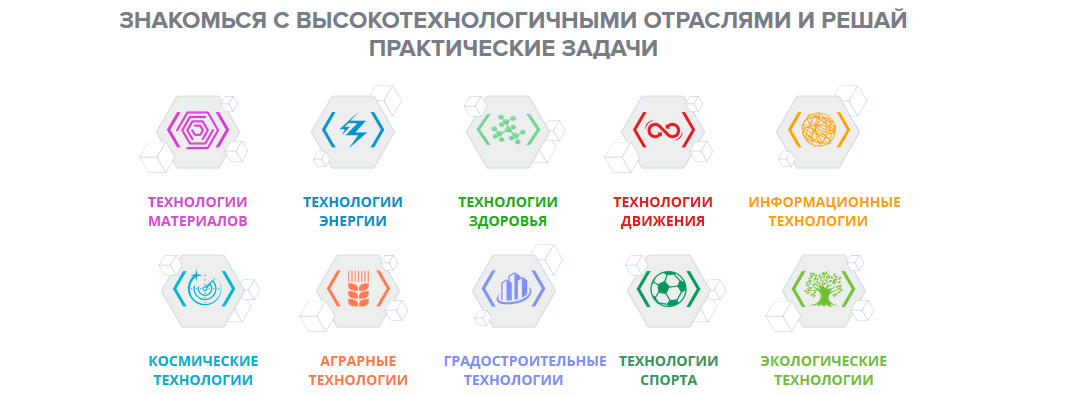 ЗНАКОМЬСЯ С ВЫСОКОТЕХНОЛОГИЧНЫМИ ОТРАСЛЯМИ И РЕШАЙ
ПРАКТИЧЕСКИЕ ЗАДАЧИ
ТЕХНОЛОГИИ
МАТЕРИАЛОВ
ТЕХНОЛОГИИ
ЭНЕРГИИ
ТЕХНОЛОГИИ
ЗДОРОВЬЯ
ТЕХНОЛОГИИ
ДВИЖЕНИЯ
ИНФОРМАЦИОННЫЕ
ТЕХНОЛОГИИ
КОСМИЧЕСКИЕ
ТЕХНОЛОГИИ
АГРАРНЫЕ
ТЕХНОЛОГИИ
ГРАДОСТРОИТЕЛЬНЫЕ
ТЕХНОЛОГИИ
ТЕХНОЛОГИИ
СПОРТА
ЭКОЛОГИЧЕСКИЕ
ТЕХНОЛОГИИ